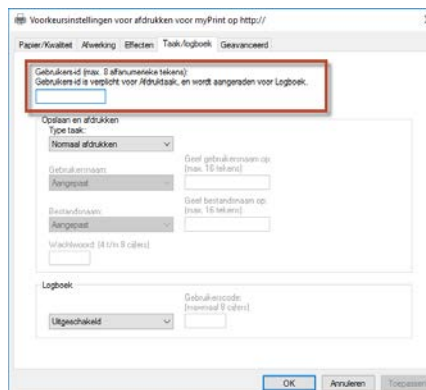 Voorkeursinstellingen voor afdrukken voor myPrint op http://
Papier/Kwaliteit Afwerking Effecten Taak/logboek Geavanceerd
Gebruikers-id (max. 8 alfanumerieke tekens):
Gebruikers-id is verplicht voor Afdruktaak, en wordt aangeraden voor Logboek.
Opslaan en afdrukken
Type taak:
Normaal afdrukken
Geef gebruikersnaam op:
(max. 16 tekens)
Gebruikersnaam:
Aangepast
Geef bestandsnaam op:
(max. 16 tekens)
Bestandsnaam:
Aangepast
Wachtwoord: (4 t/m 8 cijfers)
Logboek
Gebruikerscode:
(maximaal 8 cijfers)
Uitgeschakeld
OK Annuleren Toepassen